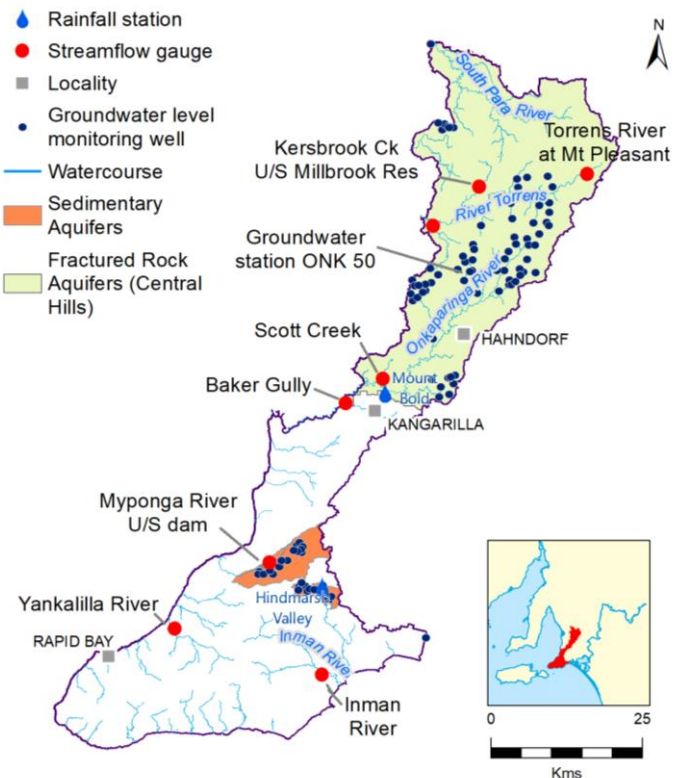 Rainfall station
Streamflow gauge
Locality
Groundwater level
monitoring well
Watercourse
Sedimentary
Aquifers
Fractured Rock
Aquifers (Central
Hills)
N
South Para River
Torrens River
at Mt Pleasant
Kersbrook Ck
U/S Millbrook Res
River Torrens
Groundwater
station ONK 50
Onkaparinga River
Scott Creek
HAHNDORF
Baker Gully
Mount
Bold
KANGARILLA
Myponga River
U/S dam
Yankalilla River
Hindmarsh
Valley
RAPID BAY
Inman River
Inman
River
0 25
Kms